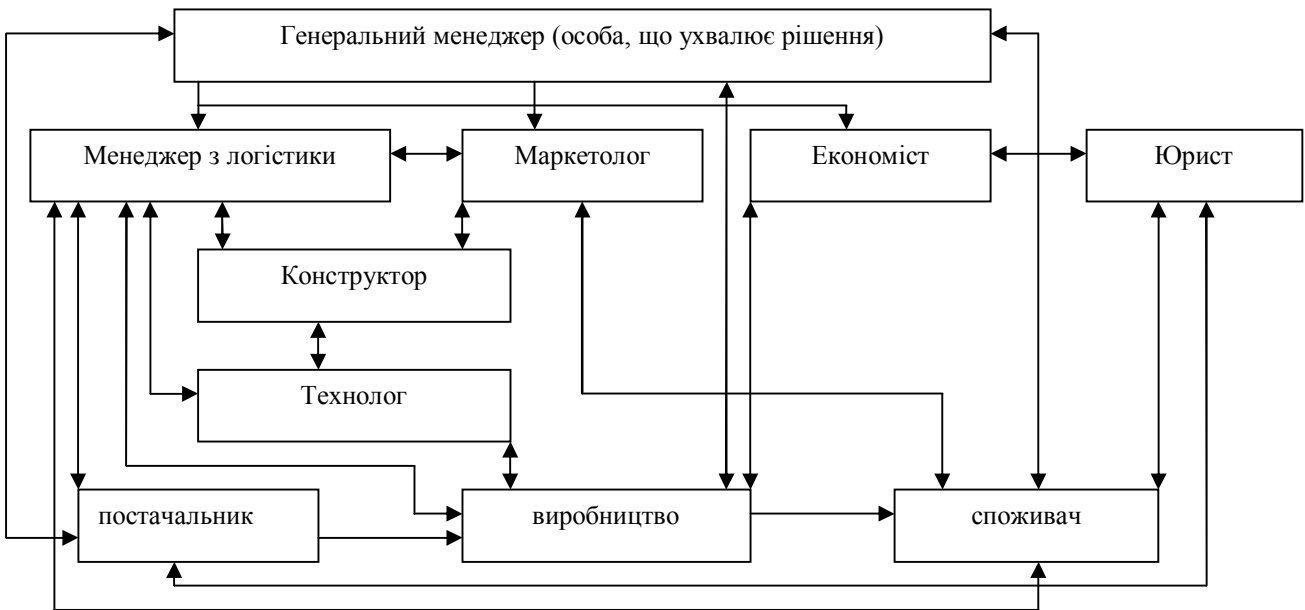 Генеральний менеджер (особа, що ухвалює рішення)
Менеджер з логістики
Маркетолог
Економіст
Юрист
Конструктор
Технолог
постачальник
виробництво
споживач